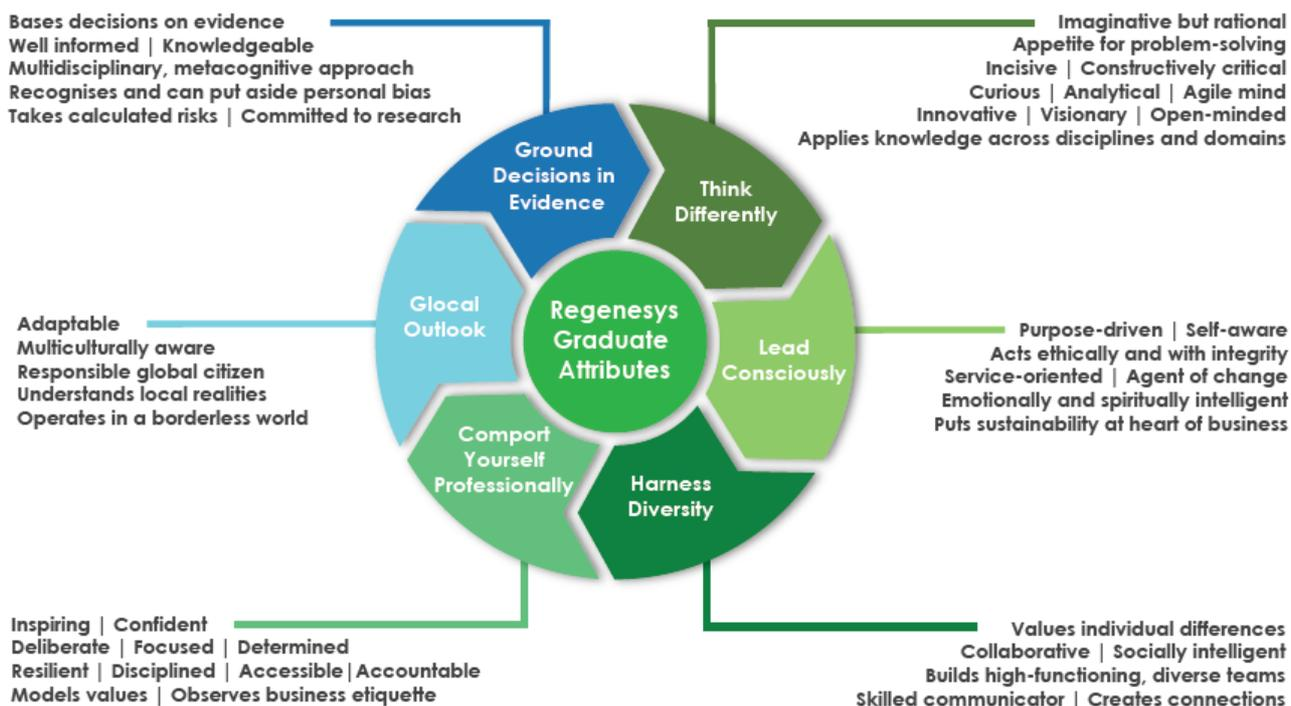 Bases decisions on evidence
Well informed | Knowledgeable
Multidisciplinary, metacognitive approach
Recognises and can put aside personal bias
Takes calculated risks | Committed to research
Imaginative but rational
Appetite for problem-solving
Incisive | Constructively critical
Curious | Analytical | Agile mind
Innovative | Visionary | Open-minded
Applies knowledge across disciplines and domains
Ground
Decisions in
Evidence
Think
Differently
Glocal
Outlook
Regenesys
Graduate
Attributes
Lead
Consciously
Adaptable
Multiculturally aware
Responsible global citizen
Understands local realities
Operates in a borderless world
Purpose-driven | Self-aware
Acts ethically and with integrity
Service-oriented | Agent of change
Emotionally and spiritually intelligent
Puts sustainability at heart of business
Comport
Yourself
Professionally
Harness
Diversity
Inspiring | Confident
Deliberate | Focused | Determined
Resilient | Disciplined | Accessible|Accountable
Models values | Observes business etiquette
Values individual differences
Collaborative | Socially intelligent
Builds high-functioning, diverse teams
Skilled communicator | Creates connections